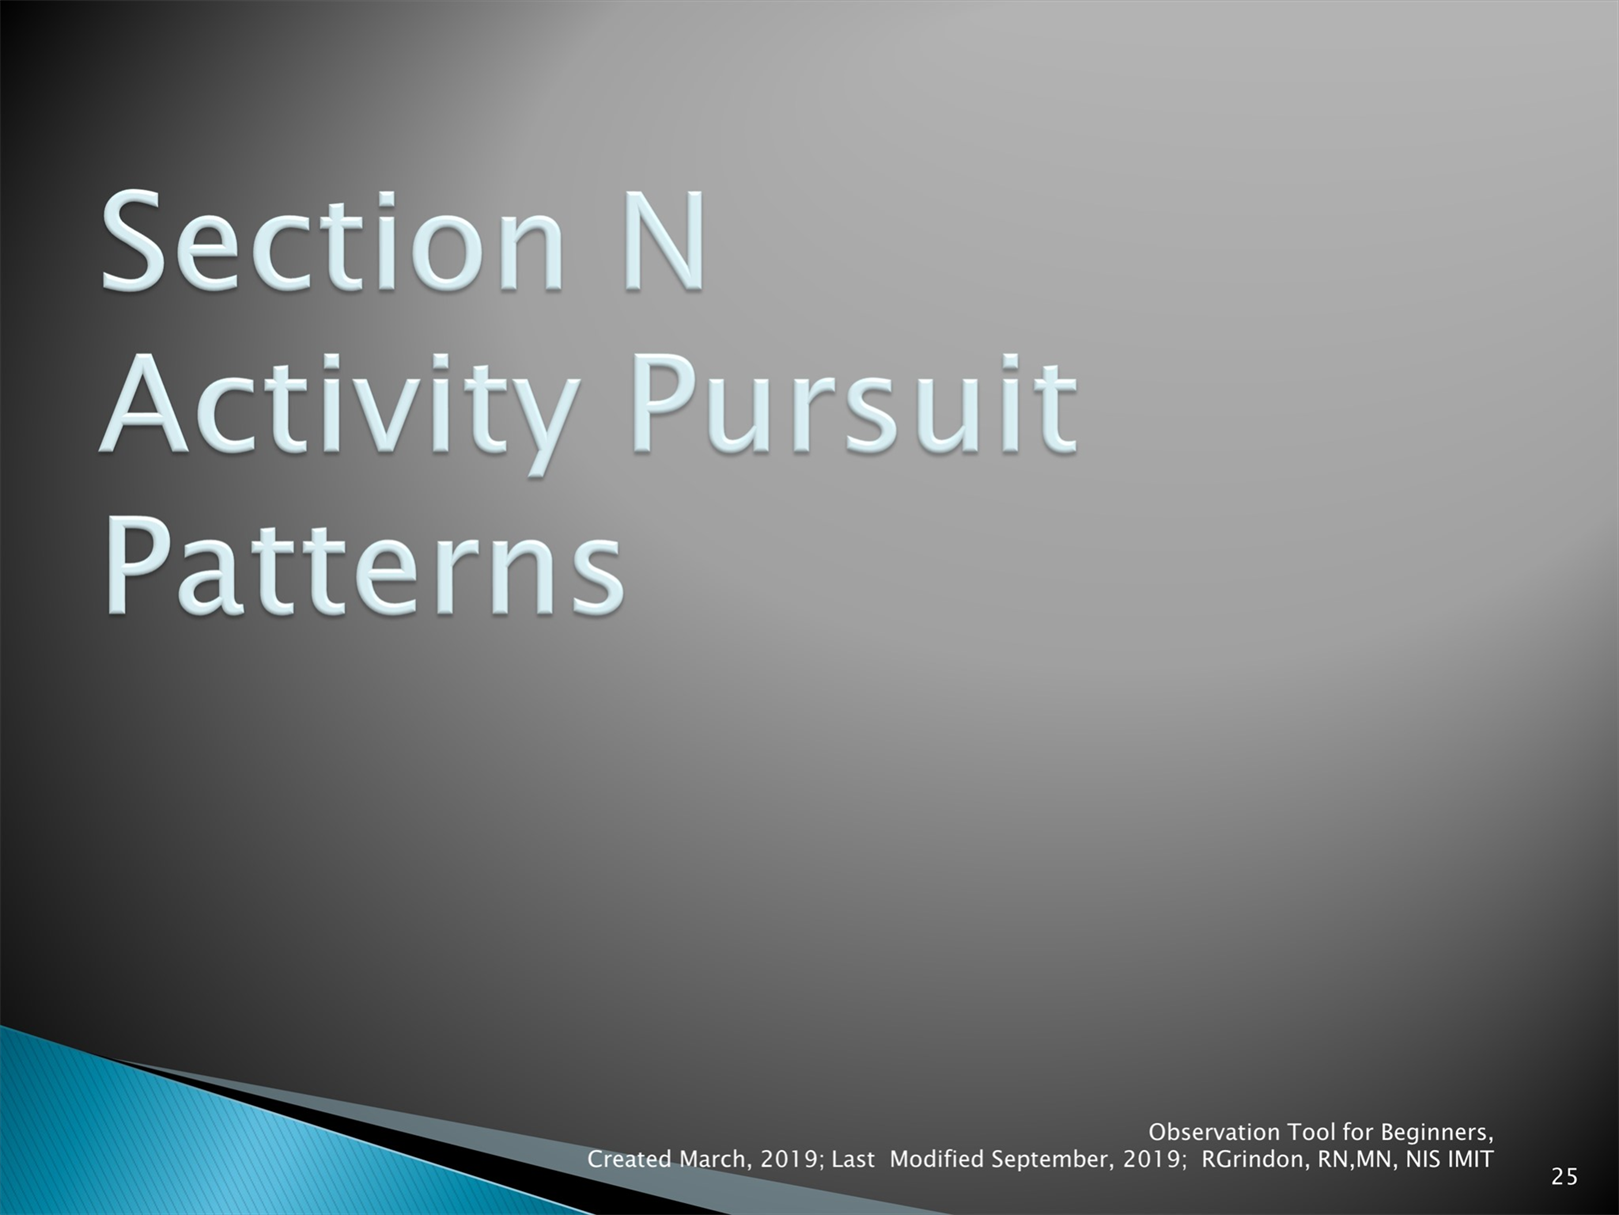 Section N
Activity Pursuit
Patterns
Observation Tool for Beginners,
Created March, 2019; Last  Modified September, 2019;  RGrindon, RN,MN, NIS IMIT
25